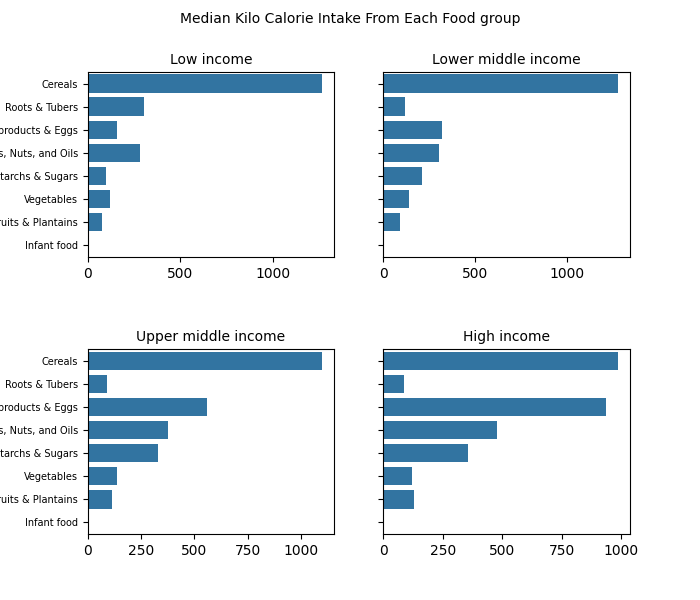 Median Kilo Calorie Intake From Each Food group
Low income
Lower middle income
Cereals
Roots & Tubers
products & Eggs
s, Nuts, and Oils
tarchs & Sugars
Vegetables
ruits & Plantains
Infant food
0 500 1000
0 500 1000
Upper middle income
High income
Cereals
Roots & Tubers
products & Eggs
s, Nuts, and Oils
tarchs & Sugars
Vegetables
ruits & Plantains
Infant food
0 250 500 750 1000
0 250 500 750 1000